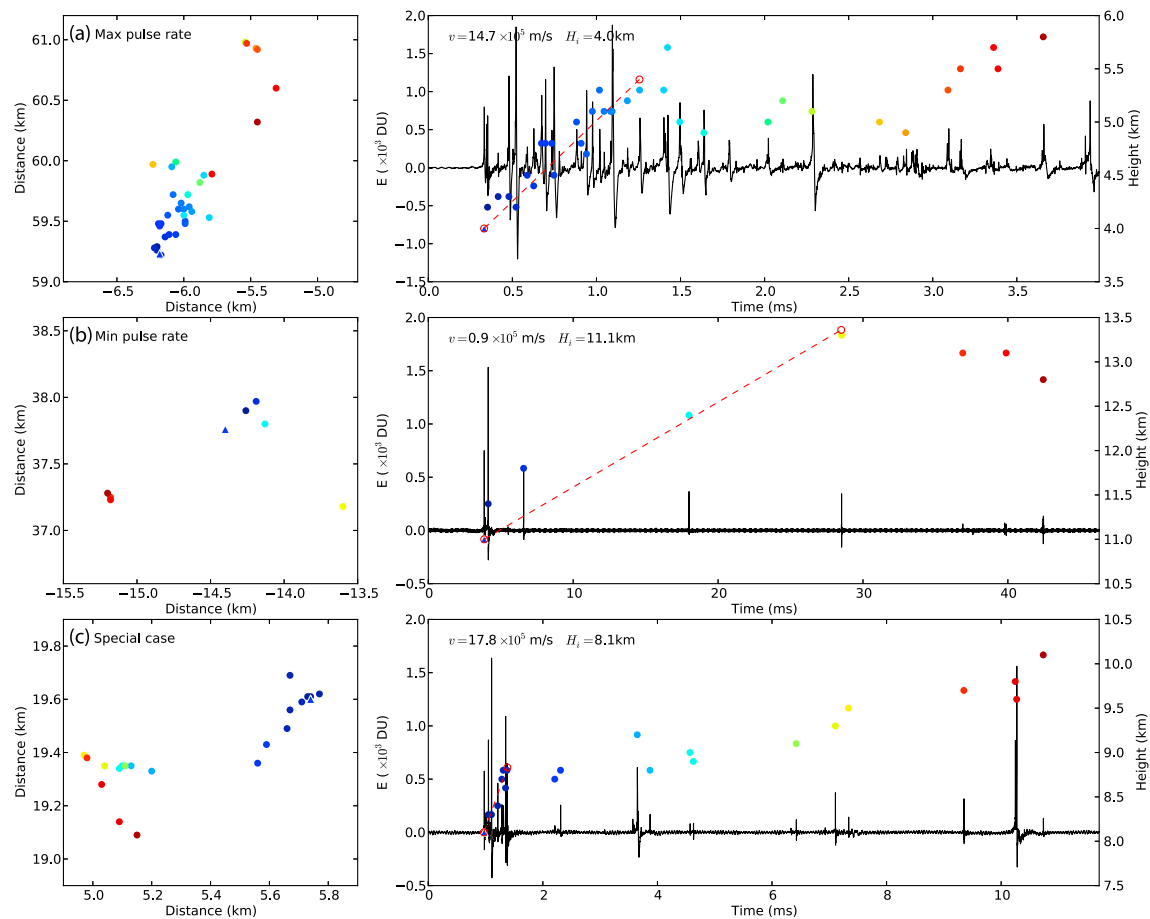 (a) Max pulse rate
61.0
60.5
60.0
59.5
59.0
Distance (km)
−6.5 −6.0 −5.5 −5.0
Distance (km)
v=14.7 ×10⁵ m/s H_i=4.0km
2.0
1.5
1.0
0.5
0.0
−0.5
−1.0
−1.5
E ( ×10³ DU)
6.0
5.5
5.0
4.5
4.0
3.5
Height (km)
0.0 0.5 1.0 1.5 2.0 2.5 3.0 3.5
Time (ms)
(b) Min pulse rate
38.5
38.0
37.5
37.0
Distance (km)
−15.5 −15.0 −14.5 −14.0 −13.5
Distance (km)
v=0.9 ×10⁵ m/s H_i=11.1km
2.0
1.5
1.0
0.5
0.0
−0.5
E ( ×10³ DU)
13.5
13.0
12.5
12.0
11.5
11.0
10.5
Height (km)
0 10 20 30 40
Time (ms)
(c) Special case
19.8
19.6
19.4
19.2
19.0
Distance (km)
5.0 5.2 5.4 5.6 5.8
Distance (km)
v=17.8 ×10⁵ m/s H_i=8.1km
2.0
1.5
1.0
0.5
0.0
−0.5
E ( ×10³ DU)
10.5
10.0
9.5
9.0
8.5
8.0
7.5
Height (km)
0 2 4 6 8 10
Time (ms)